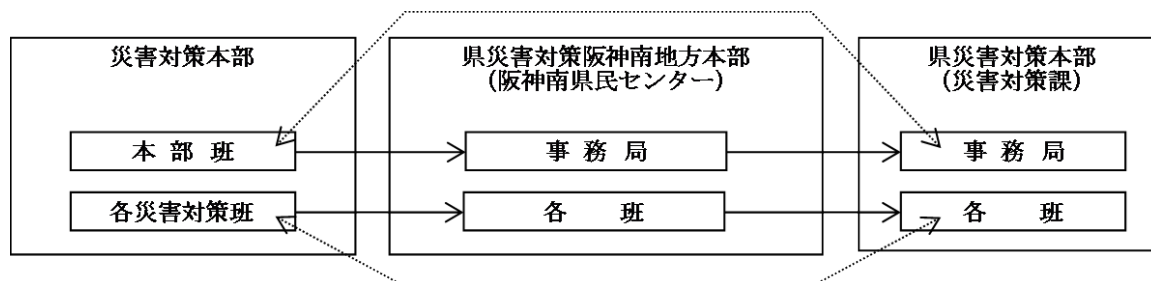 災害対策本部
本部班
各災害対策班
県災害対策阪神南地方本部
(阪神南県民センター)
事務局
各　班
県災害対策本部
(災害対策課)
事務局
各　班